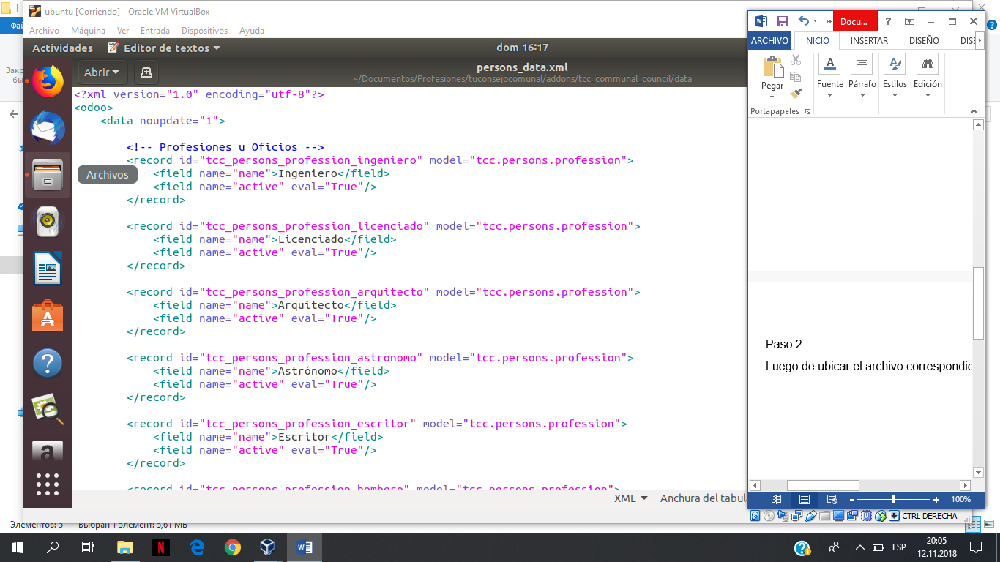 ubuntu [Corriendo] - Oracle VM VirtualBox
Archivo Máquina Ver Entrada Dispositivos Ayuda
Actividades Editor de textos dom 16:17
Abrir persons_data.xml
~/Documentos/Profesiones/tuconsejocomunal/addons/tcc_communal_council/data
<?xml version="1.0" encoding="utf-8"?>
<odoo>
<data noupdate="1">
<!-- Profesiones u Oficios -->
<record id="tcc_persons_profession_ingeniero" model="tcc.persons.profession">
<field name="name">Ingeniero</field>
<field name="active" eval="True"/>
</record>
<record id="tcc_persons_profession_licenciado" model="tcc.persons.profession">
<field name="name">Licenciado</field>
<field name="active" eval="True"/>
</record>
<record id="tcc_persons_profession_arquitecto" model="tcc.persons.profession">
<field name="name">Arquitecto</field>
<field name="active" eval="True"/>
</record>
<record id="tcc_persons_profession_astronomo" model="tcc.persons.profession">
<field name="name">Astrónomo</field>
<field name="active" eval="True"/>
</record>
<record id="tcc_persons_profession_escritor" model="tcc.persons.profession">
<field name="name">Escritor</field>
<field name="active" eval="True"/>
</record>
<record id="tcc_persons_profession_bombero" model="tcc.persons.profession">
XML Anchura del tabula
Archivos
Docu...
ARCHIVO INICIO INSERTAR DISEÑO DISE
Pegar Fuente Párrafo Estilos Edición
Portapapeles
Paso 2:
Luego de ubicar el archivo correspondie
100%
CTRL DERECHA
Фай
Закр
бы
Элементов: 5 Выбран 1 элемент: 5,61 МБ
ESP
20:05
12.11.2018